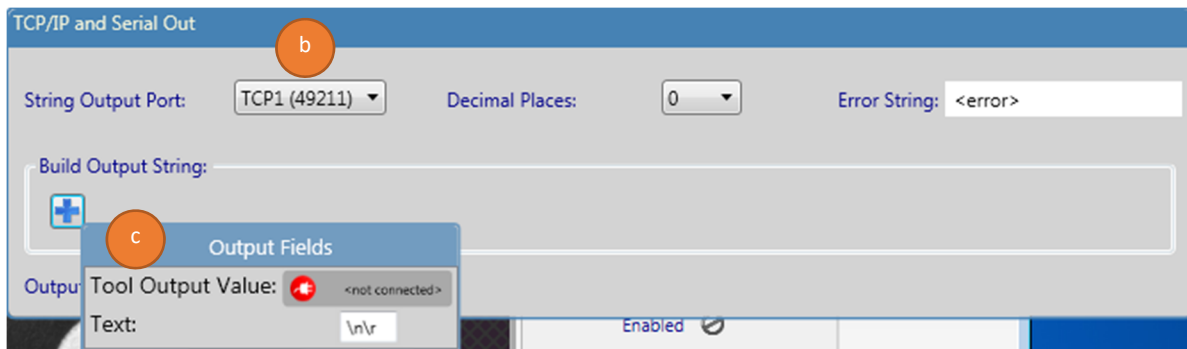 TCP/IP and Serial Out
b
String Output Port: TCP1 (49211) Decimal Places: 0 Error String: <error>
Build Output String:
c
Output Fields
Outpu
Tool Output Value: <not connected>
Text: \n\r
Enabled